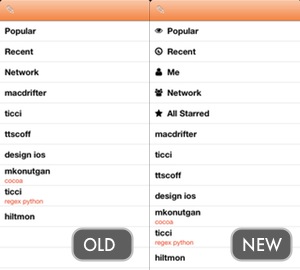 Popular
Recent
Network
macdrifter
ticci
ttscoff
design ios
mkonutgan
cocoa
ticci
regex python
hiltmon
OLD
Popular
Recent
Me
Network
All Starred
macdrifter
ticci
ttscoff
design ios
mkonutgan
cocoa
ticci
regex python
hiltmon
NEW